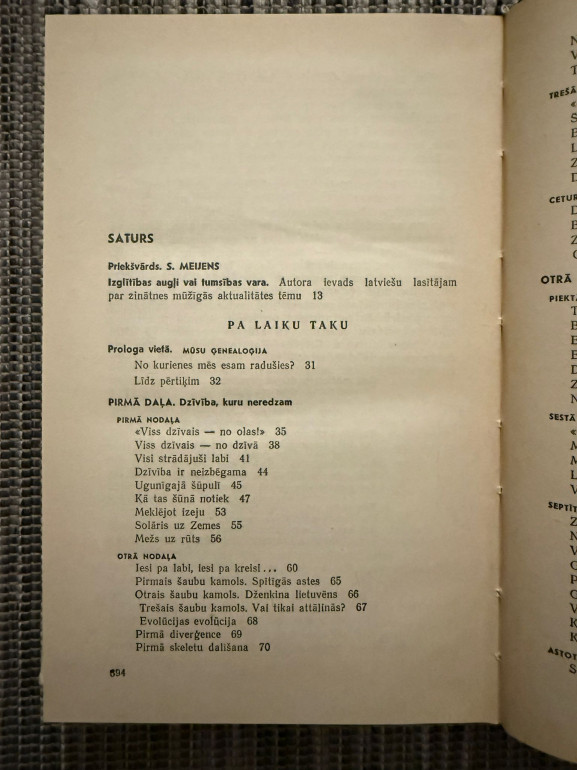 SATURS
Priekšvārds. S. MEIJENS
Izglītības augļi vai tumsības vara. Autora ievads latviešu lasītājam
par zinātnes mūžīgās aktualitātes tēmu 13
PA LAIKU TAKU
Prologa vietā. MŪSU ĢENEALOĢIJA
No kurienes mēs esam radušies? 31
Līdz pērtiķim 32
PIRMĀ DAĻA. Dzīvība, kuru neredzam
PIRMĀ NODAĻA
«Viss dzīvais — no olas!» 35
Viss dzīvais — no dzīvā 38
Visi strādājuši labi 41
Dzīvība ir neizbēgama 44
Ugunīgajā šūpulī 45
Kā tas šūnā notiek 47
Meklējot izeju 53
Solāris uz Zemes 55
Mežs uz rūts 56
OTRĀ NODAĻA
Iesi pa labi, iesi pa kreisi... 60
Pirmais šaubu kamols. Spītīgās astes 65
Otrais šaubu kamols. Dženkina lietuvēns 66
Trešais šaubu kamols. Vai tikai attālinās? 67
Evolūcijas evolūcija 68
Pirmā diverģence 69
Pirmā skeletu dalīšana 70
694
TREŠĀ
CETUR
OTRĀ
PIEKT
SESTĀ
SEPTĪT
ASTOT